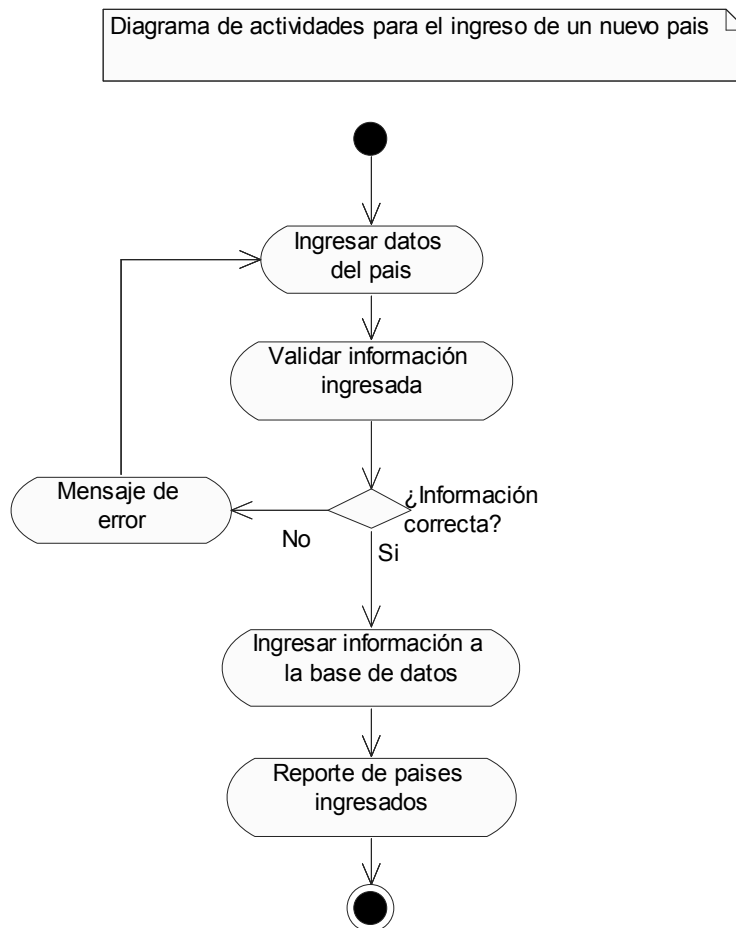 Diagrama de actividades para el ingreso de un nuevo pais
Ingresar datos
del pais
Validar información
ingresada
Mensaje de
error
¿Información
correcta?
No
Si
Ingresar información a
la base de datos
Reporte de paises
ingresados